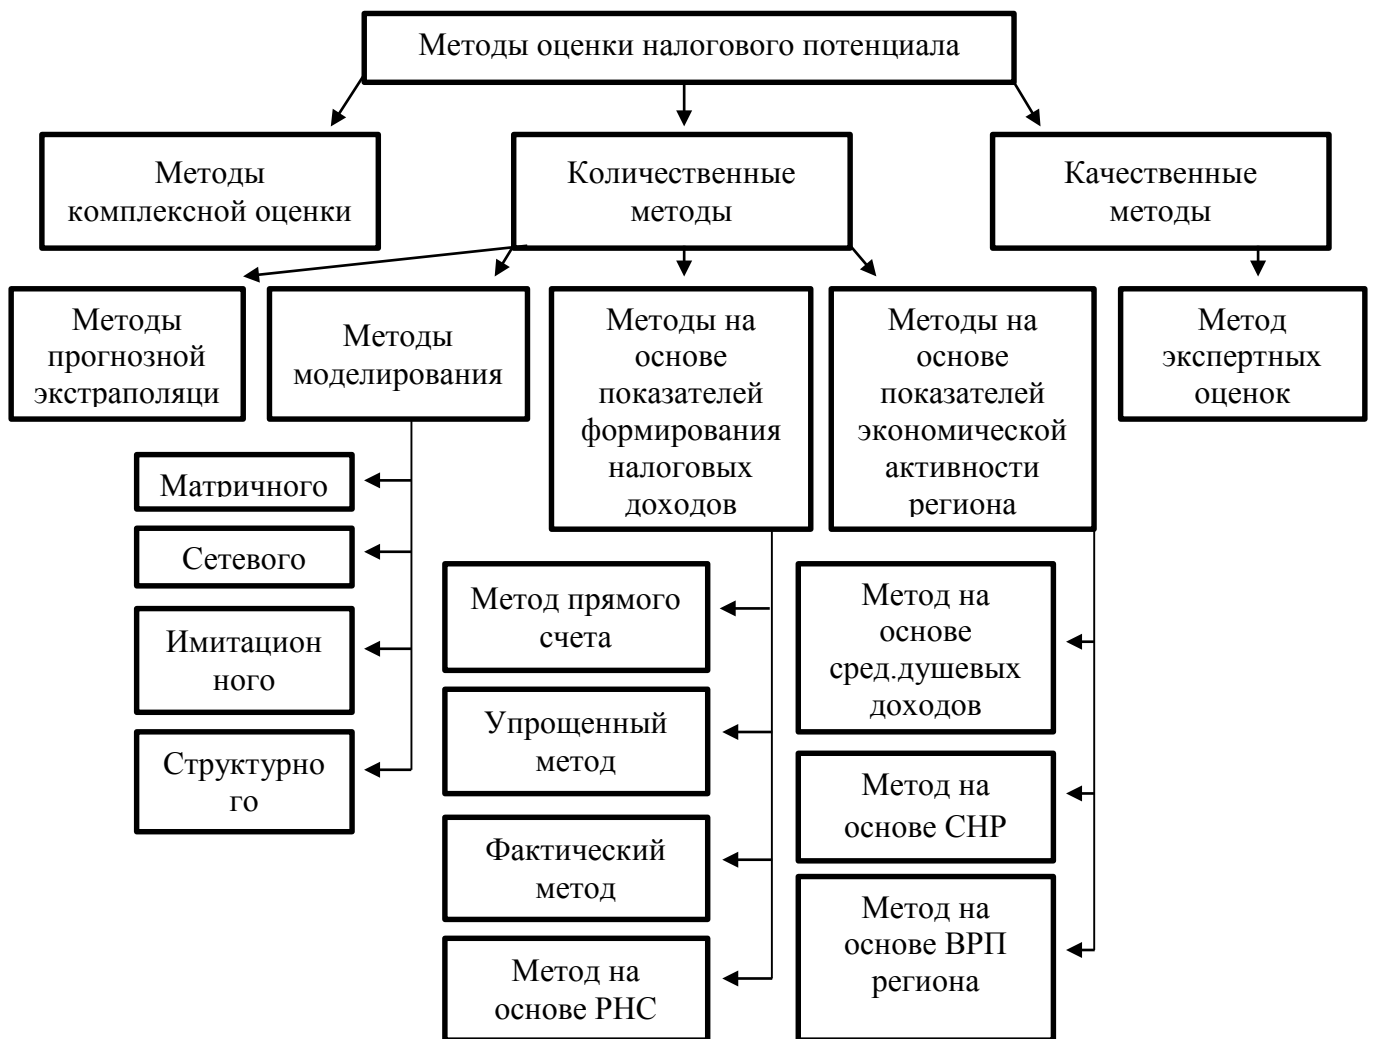 Методы оценки налогового потенциала
Методы
комплексной оценки
Количественные
методы
Качественные
методы
Методы
прогнозной
экстраполяци
Методы
моделирования
Методы на
основе
показателей
формирования
налоговых
доходов
Методы на
основе
показателей
экономической
активности
региона
Метод
экспертных
оценок
Матричного
Сетевого
Имитацион
ного
Структурно
го
Метод прямого
счета
Упрощенный
метод
Фактический
метод
Метод на
основе РНС
Метод на
основе
сред.душевых
доходов
Метод на
основе СНР
Метод на
основе ВРП
региона